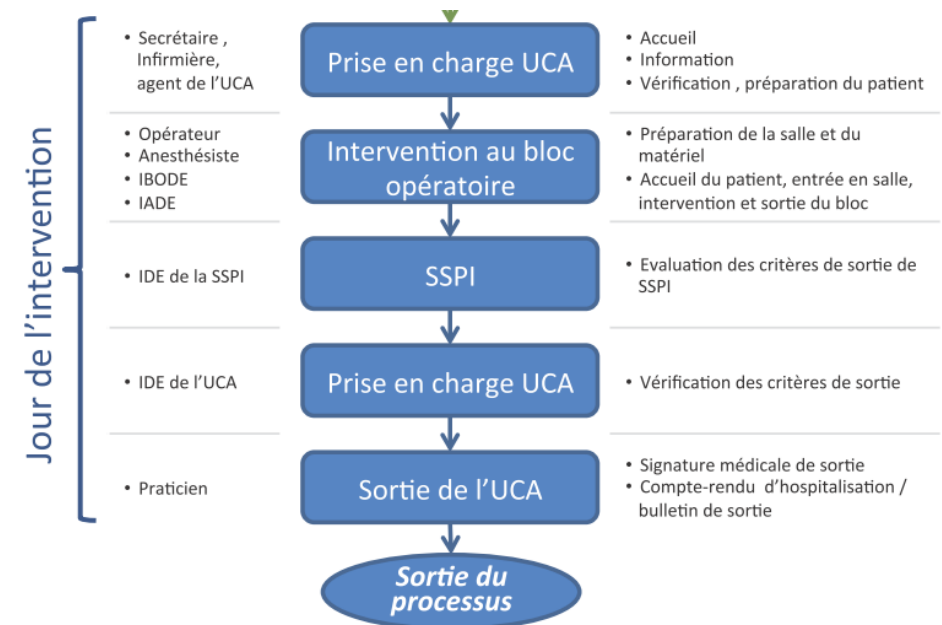 Jour de l'intervention
• Secrétaire ,
Infirmière,
agent de l'UCA
Prise en charge UCA
• Accueil
• Information
• Vérification , préparation du patient
• Opérateur
• Anesthésiste
• IBODE
• IADE
Intervention au bloc
opératoire
• Préparation de la salle et du
matériel
• Accueil du patient, entrée en salle,
intervention et sortie du bloc
• IDE de la SSPI
SSPI
• Evaluation des critères de sortie de
SSPI
• IDE de l'UCA
Prise en charge UCA
• Vérification des critères de sortie
• Praticien
Sortie de l'UCA
• Signature médicale de sortie
• Compte-rendu d'hospitalisation /
bulletin de sortie
Sortie du
processus